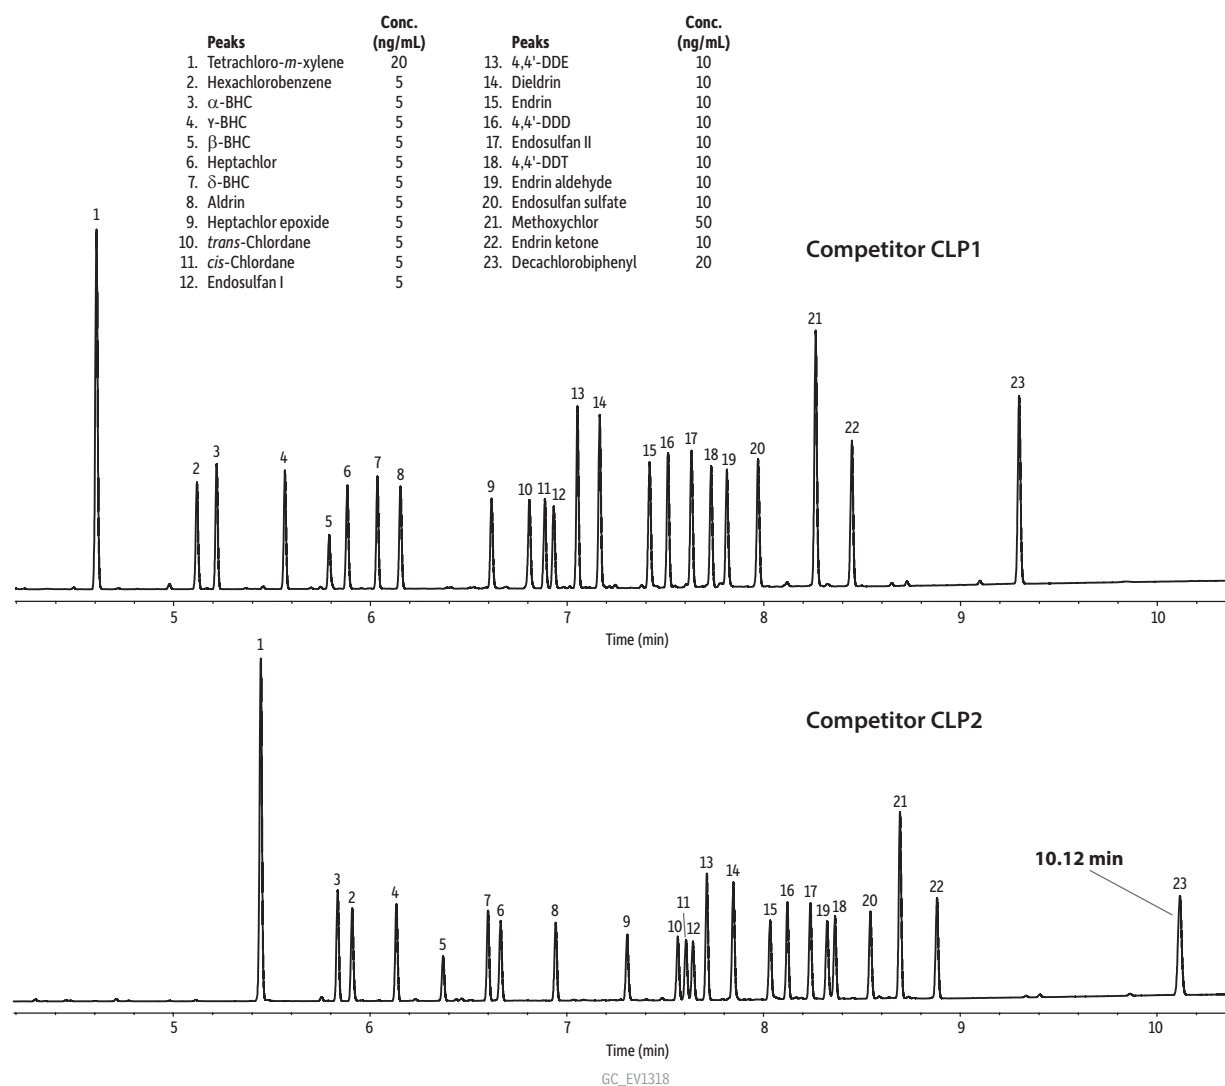 Peaks Conc. (ng/mL) Peaks Conc. (ng/mL)
1. Tetrachloro-m-xylene 20 13. 4,4'-DDE 10
2. Hexachlorobenzene 5 14. Dieldrin 10
3. α-BHC 5 15. Endrin 10
4. γ-BHC 5 16. 4,4'-DDD 10
5. β-BHC 5 17. Endosulfan II 10
6. Heptachlor 5 18. 4,4'-DDT 10
7. δ-BHC 5 19. Endrin aldehyde 10
8. Aldrin 5 20. Endosulfan sulfate 10
9. Heptachlor epoxide 5 21. Methoxychlor 50
10. trans-Chlordane 5 22. Endrin ketone 10
11. cis-Chlordane 5 23. Decachlorobiphenyl 20
12. Endosulfan I 5
Competitor CLP1
1 2 3 4 5 6 7 8 9 10 11 12 13 14 15 16 17 18 19 20 21 22 23
5 6 7 8 9 10
Time (min)
Competitor CLP2
1 3 2 4 5 7 6 8 9 10 11 12 13 14 15 16 17 19 18 20 21 22 23
10.12 min
5 6 7 8 9 10
Time (min)
GC_EV1318